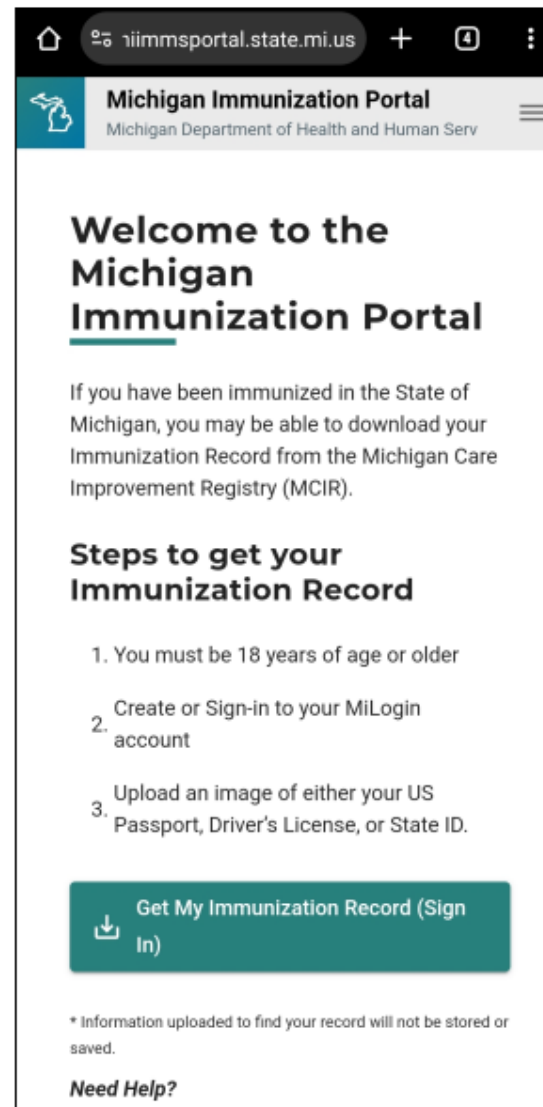 niimmsportal.state.mi.us
4
Michigan Immunization Portal
Michigan Department of Health and Human Serv
Welcome to the
Michigan
Immunization Portal
If you have been immunized in the State of
Michigan, you may be able to download your
Immunization Record from the Michigan Care
Improvement Registry (MCIR).
Steps to get your
Immunization Record
1. You must be 18 years of age or older
2. Create or Sign-in to your MiLogin
account
3. Upload an image of either your US
Passport, Driver's License, or State ID.
Get My Immunization Record (Sign
In)
* Information uploaded to find your record will not be stored or
saved.
Need Help?